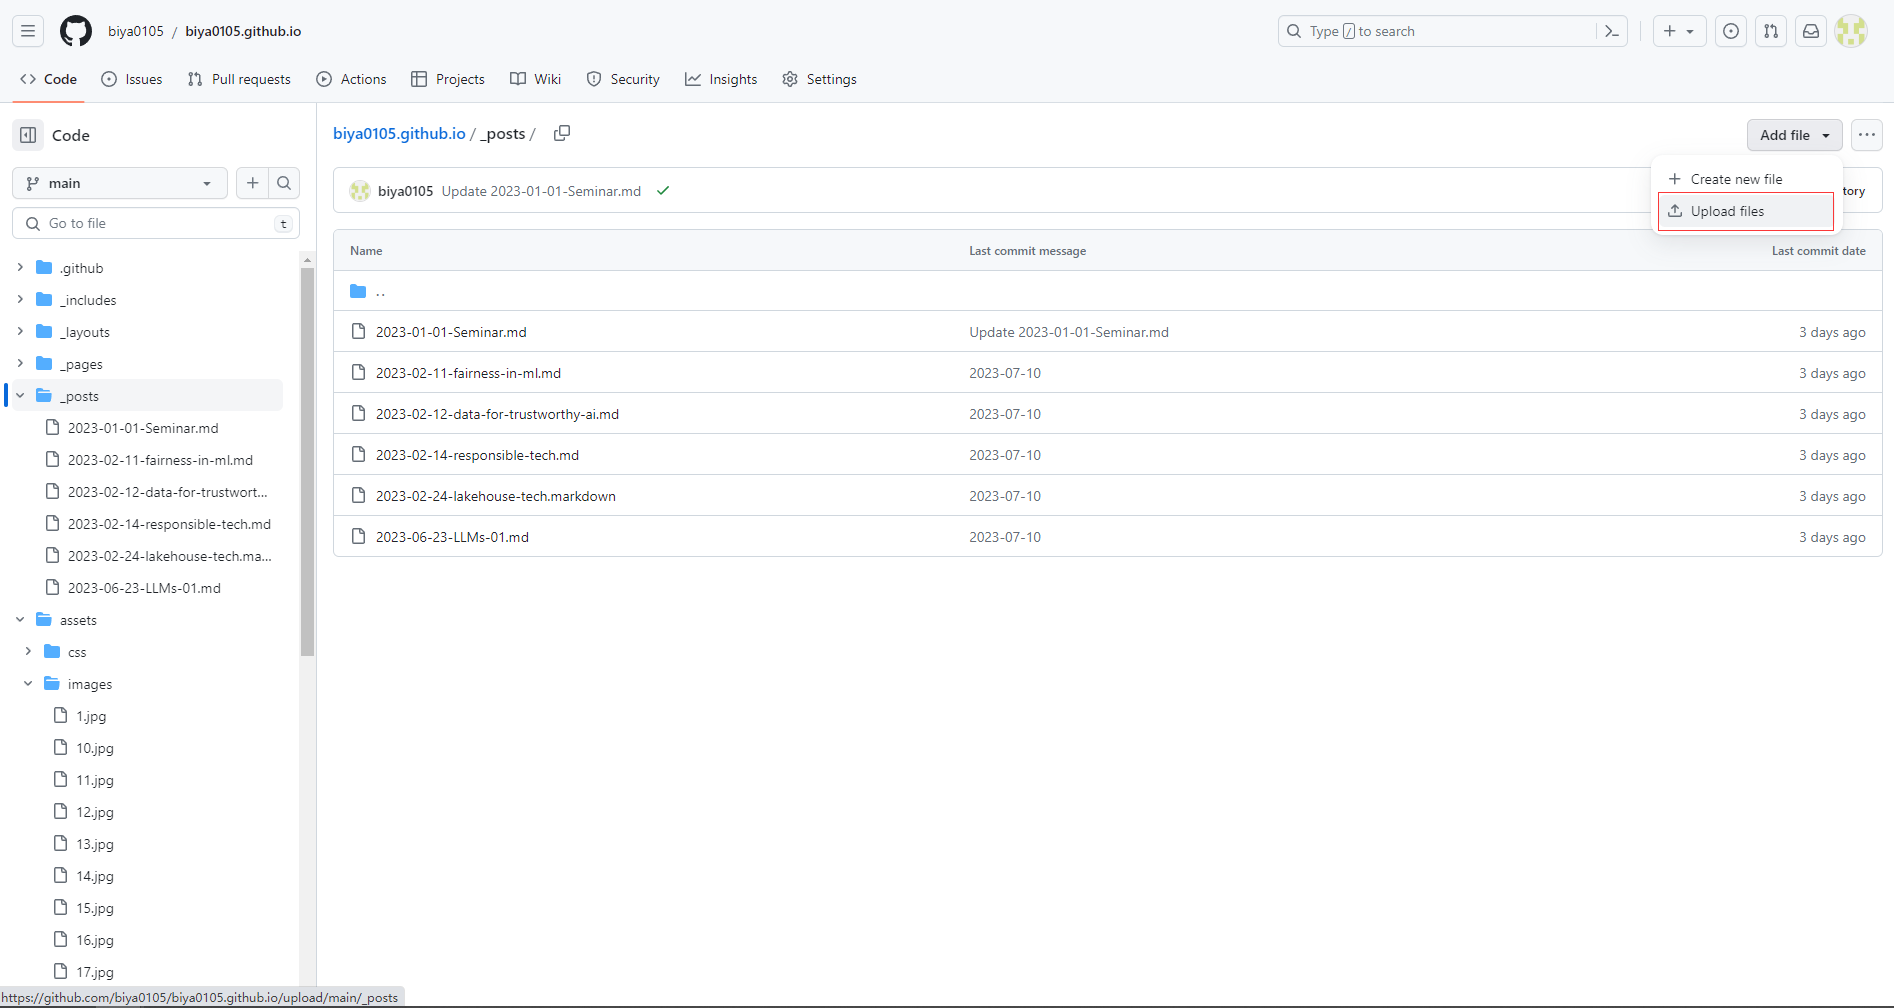 biya0105 / biya0105.github.io
Type / to search
Code Issues Pull requests Actions Projects Wiki Security Insights Settings
Code
main
Go to file t
.github
_includes
_layouts
_pages
_posts
2023-01-01-Seminar.md
2023-02-11-fairness-in-ml.md
2023-02-12-data-for-trustwort...
2023-02-14-responsible-tech.md
2023-02-24-lakehouse-tech.ma...
2023-06-23-LLMs-01.md
assets
css
images
1.jpg
10.jpg
11.jpg
12.jpg
13.jpg
14.jpg
15.jpg
16.jpg
17.jpg
https://github.com/biya0105/biya0105.github.io/upload/main/_posts
biya0105.github.io / _posts /
Add file
Create new file
Upload files
biya0105 Update 2023-01-01-Seminar.md
tory
Name Last commit message Last commit date
..
2023-01-01-Seminar.md Update 2023-01-01-Seminar.md 3 days ago
2023-02-11-fairness-in-ml.md 2023-07-10 3 days ago
2023-02-12-data-for-trustworthy-ai.md 2023-07-10 3 days ago
2023-02-14-responsible-tech.md 2023-07-10 3 days ago
2023-02-24-lakehouse-tech.markdown 2023-07-10 3 days ago
2023-06-23-LLMs-01.md 2023-07-10 3 days ago